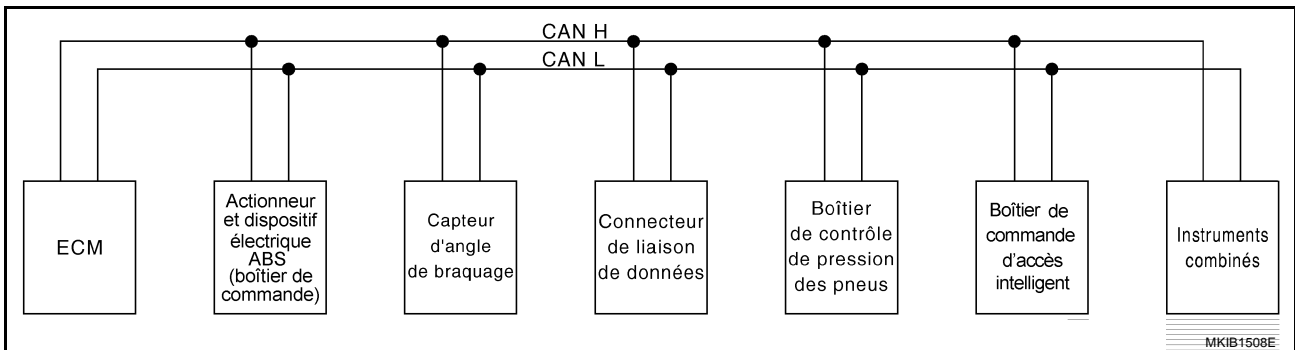 CAN H
CAN L
ECM
Actionneur
et dispositif
électrique
ABS
(boîtier de
commande)
Capteur
d'angle
de braquage
Connecteur
de liaison
de données
Boîtier
de contrôle
de pression
des pneus
Boîtier de
commande
d'accès
intelligent
Instruments
combinés
MKIB1508E